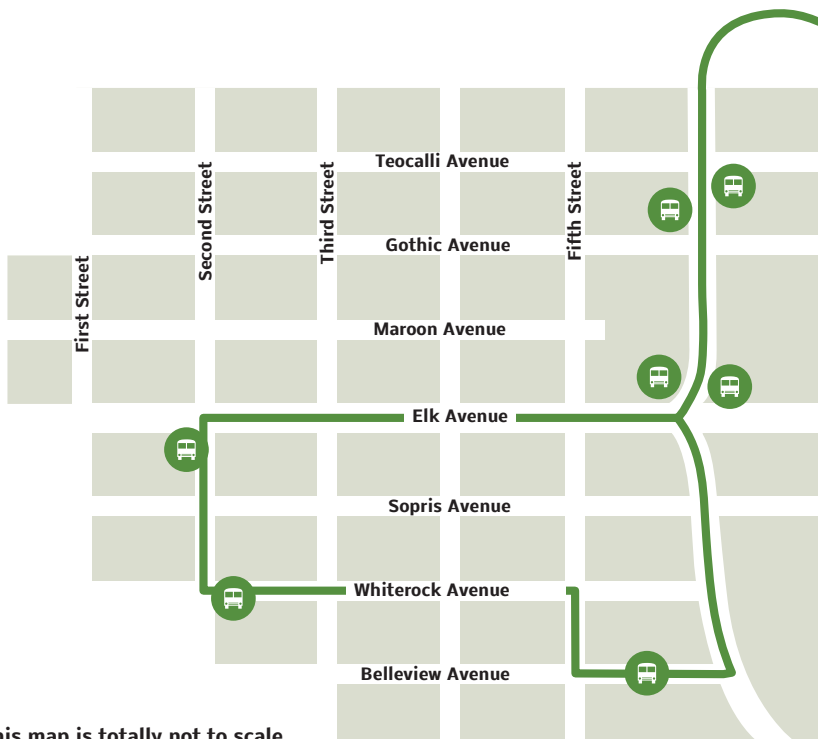 Teocalli Avenue
Second Street
Third Street
Fifth Street
Gothic Avenue
First Street
Maroon Avenue
Elk Avenue
Sopris Avenue
Whiterock Avenue
Belleview Avenue
his map is totally not to scale